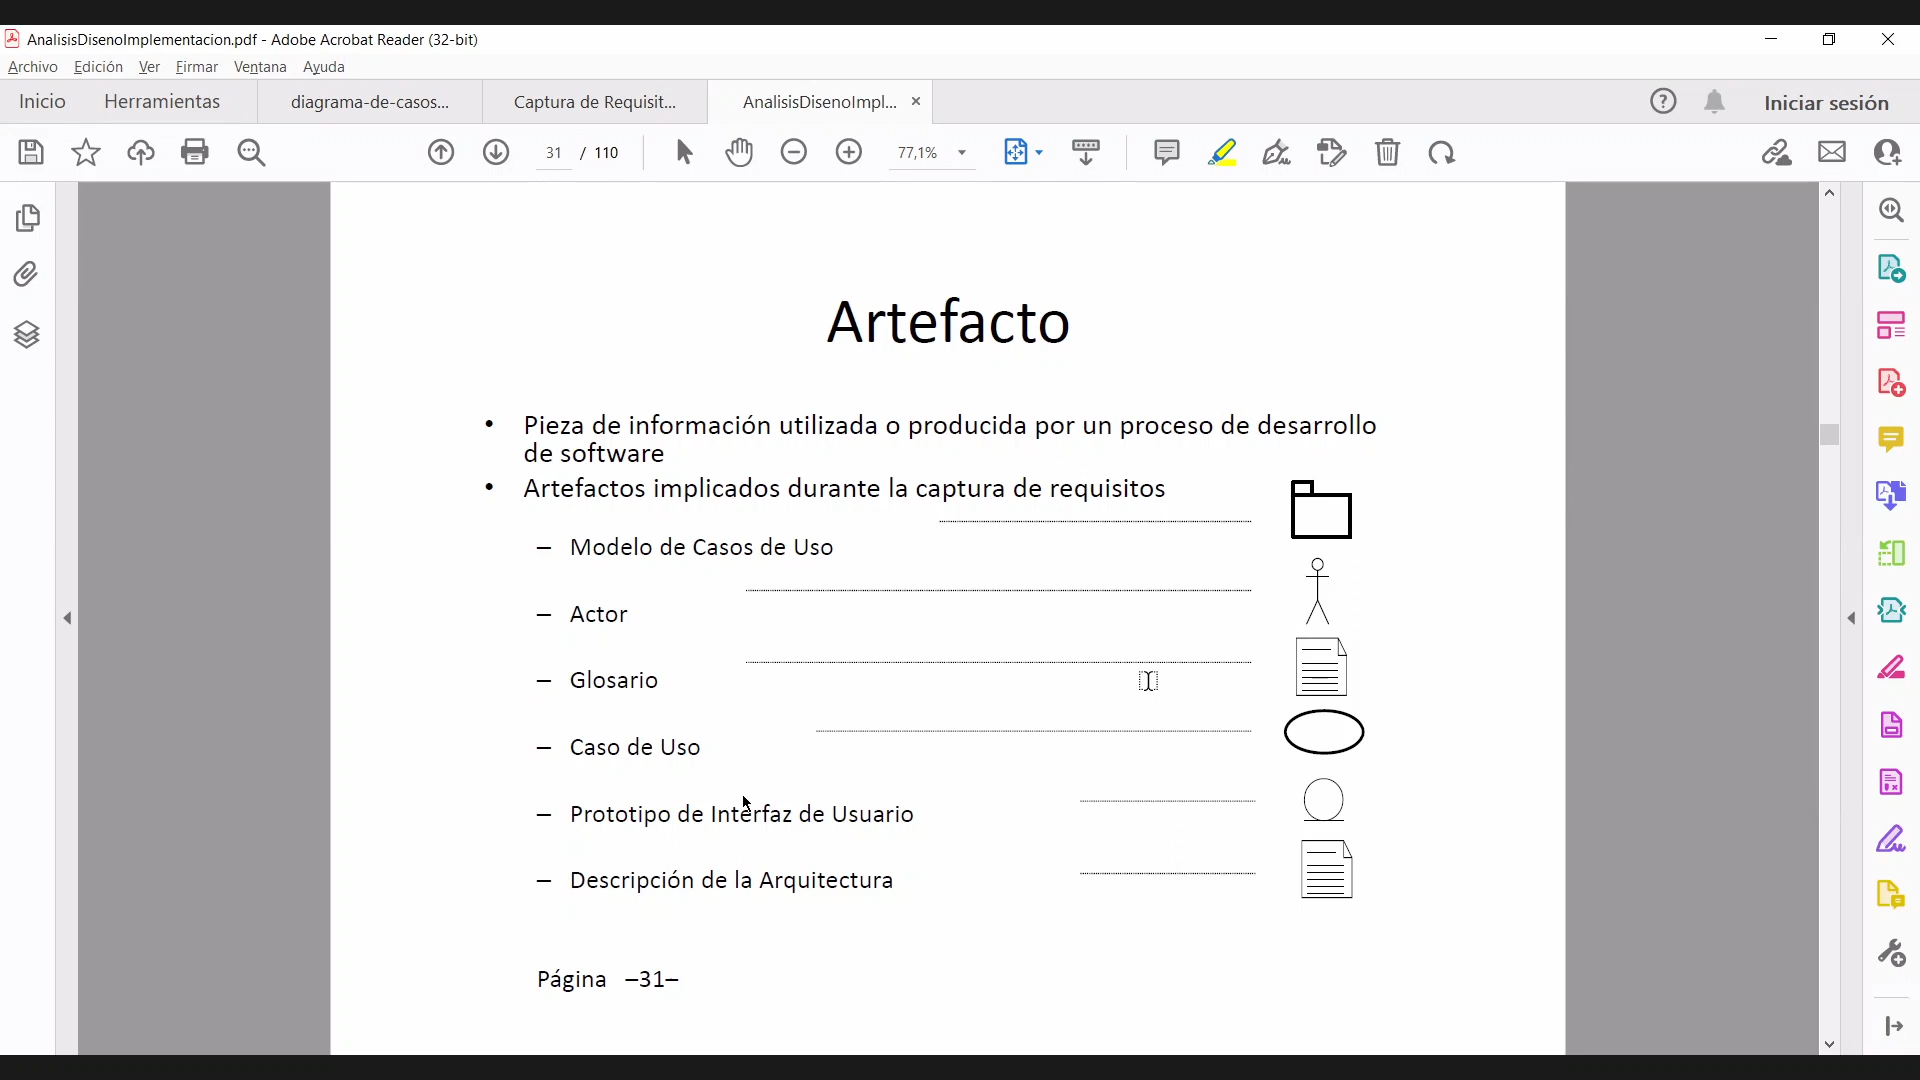 AnalisisDisenoImplementacion.pdf - Adobe Acrobat Reader (32-bit)
Archivo Edición Ver Firmar Ventana Ayuda
Inicio Herramientas diagrama-de-casos... Captura de Requisit... AnalisisDisenoImpl... Iniciar sesión
31 / 110 77,1%
Artefacto
• Pieza de información utilizada o producida por un proceso de desarrollo
de software
• Artefactos implicados durante la captura de requisitos
– Modelo de Casos de Uso
– Actor
– Glosario
– Caso de Uso
– Prototipo de Interfaz de Usuario
– Descripción de la Arquitectura
Página –31–